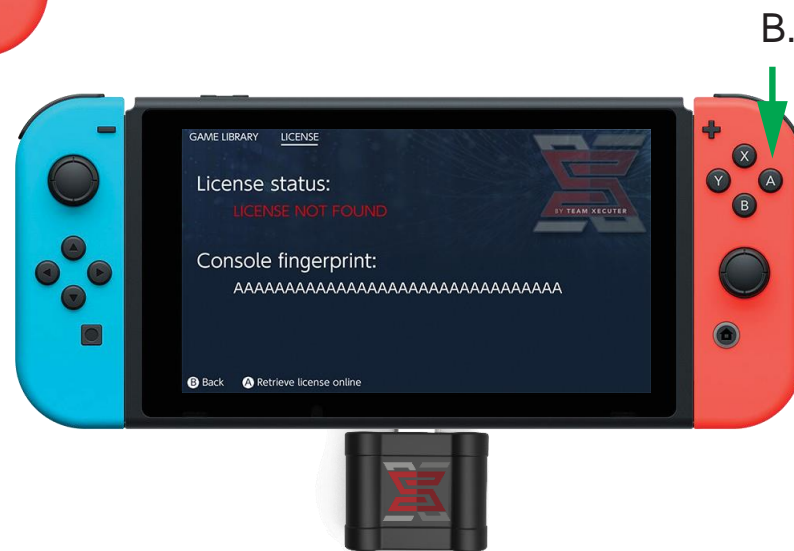 B.
GAME LIBRARY LICENSE
License status:
LICENSE NOT FOUND
BY TEAM XECUTER
Console fingerprint:
AAAAAAAAAAAAAAAAAAAAAAAAAAAAAAAA
B Back A Retrieve license online
X
Y A
B